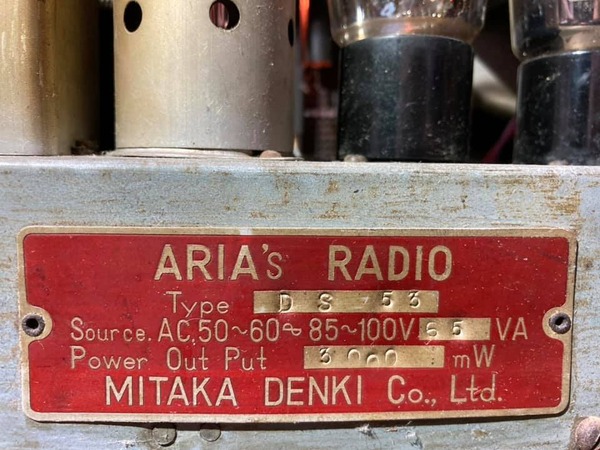 ARIA's RADIO
Type DS-53
Source. AC, 50~60~ 85~100V. 65 VA
Power Out Put 3000 mW
MITAKA DENKI Co., Ltd.